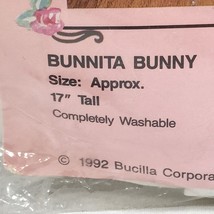 BUNNITA BUNNY
Size: Approx.
17" Tall
Completely Washable
© 1992 Bucilla Corpora